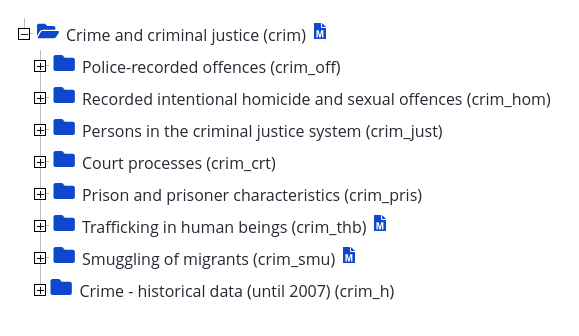 Crime and criminal justice (crim) M
Police-recorded offences (crim_off)
Recorded intentional homicide and sexual offences (crim_hom)
Persons in the criminal justice system (crim_just)
Court processes (crim_crt)
Prison and prisoner characteristics (crim_pris)
Trafficking in human beings (crim_thb) M
Smuggling of migrants (crim_smu) M
Crime - historical data (until 2007) (crim_h)